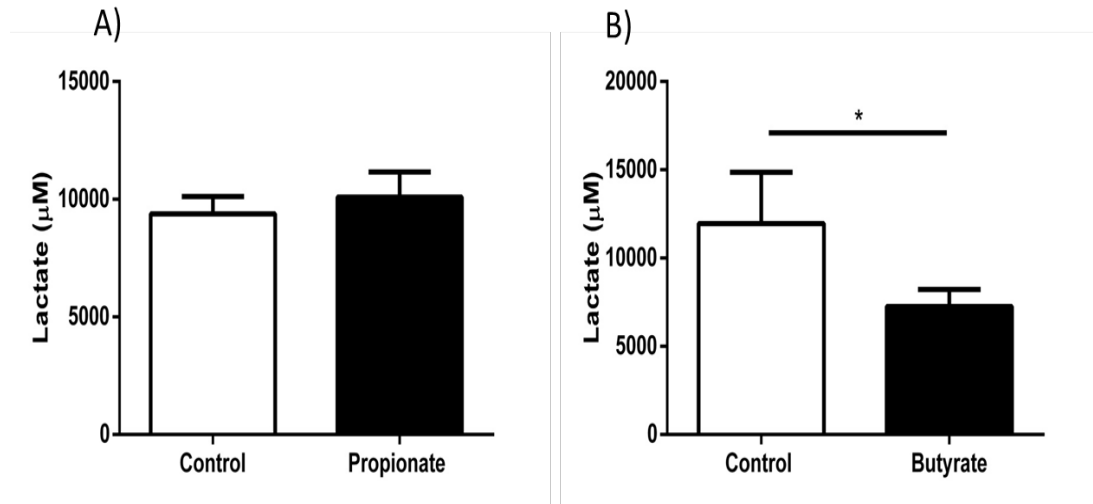 A)
15000
10000
5000
0
Lactate (μM)
Control
Propionate
B)
20000
15000
10000
5000
0
Lactate (μM)
*
Control
Butyrate